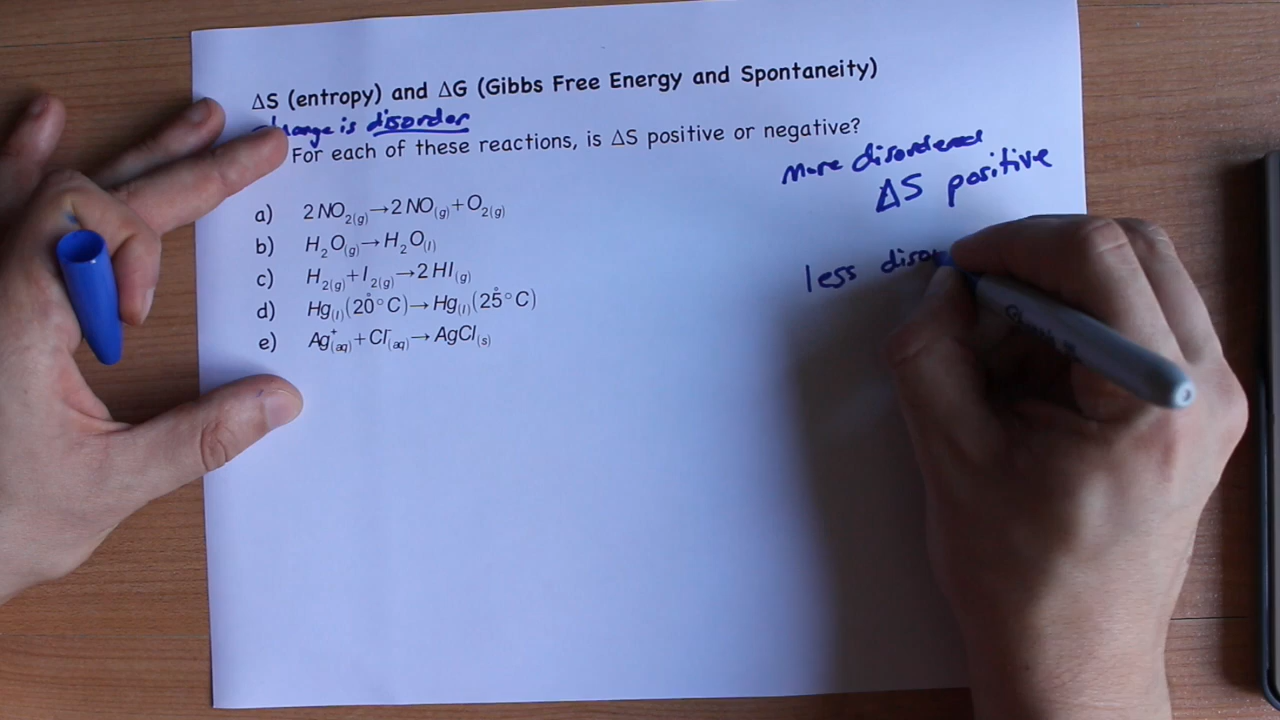 ΔS (entropy) and ΔG (Gibbs Free Energy and Spontaneity)
change is disorder
For each of these reactions, is ΔS positive or negative?
More disordered
ΔS positive
a) 2 NO2(g)→2 NO(g)+O2(g)
b) H2O(g)→H2O(l)
less
c) H2(g)+I2(g)→2 HI(g)
d) Hg(l)(20°C)→Hg(l)(25°C)
e) Ag+(aq)+Cl-(aq)→AgCl(s)